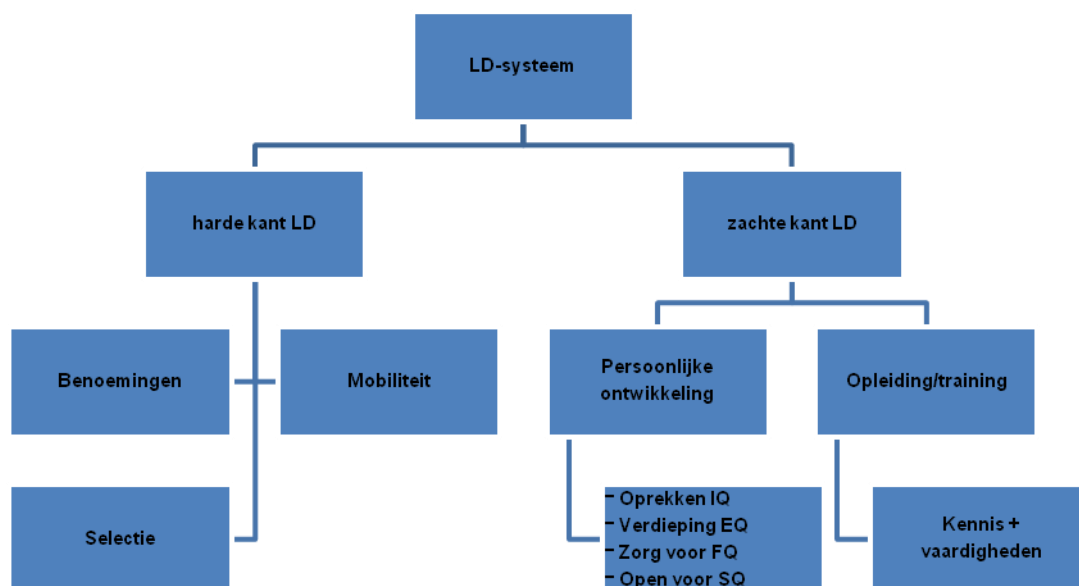 LD-systeem
harde kant LD
zachte kant LD
Benoemingen
Mobiliteit
Persoonlijke
ontwikkeling
Opleiding/training
Selectie
- Oprekken IQ
- Verdieping EQ
- Zorg voor FQ
- Open voor SQ
Kennis +
vaardigheden